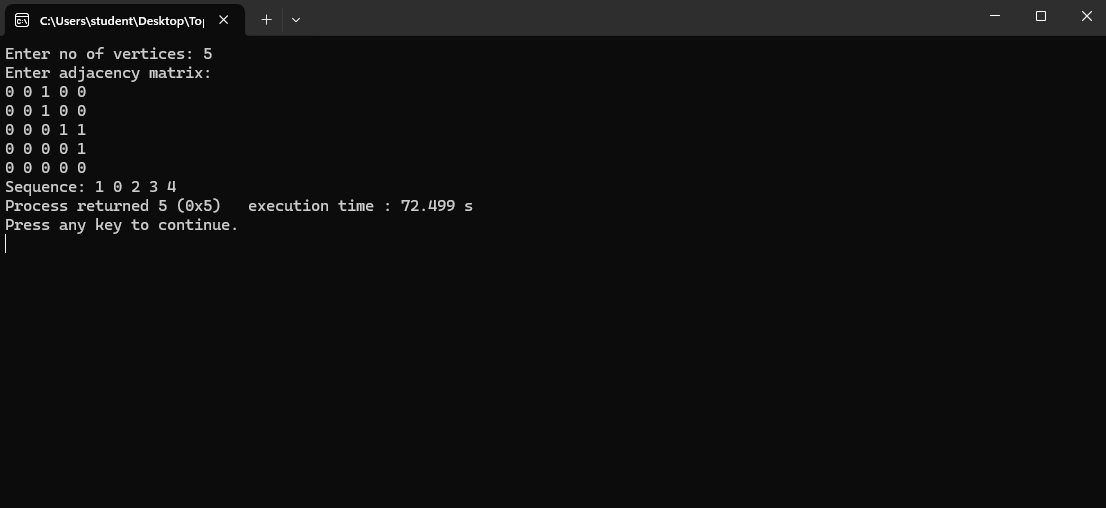 C:\Users\student\Desktop\Top
Enter no of vertices: 5
Enter adjacency matrix:
0 0 1 0 0
0 0 1 0 0
0 0 0 1 1
0 0 0 0 1
0 0 0 0 0
Sequence: 1 0 2 3 4
Process returned 5 (0x5)   execution time : 72.499 s
Press any key to continue.